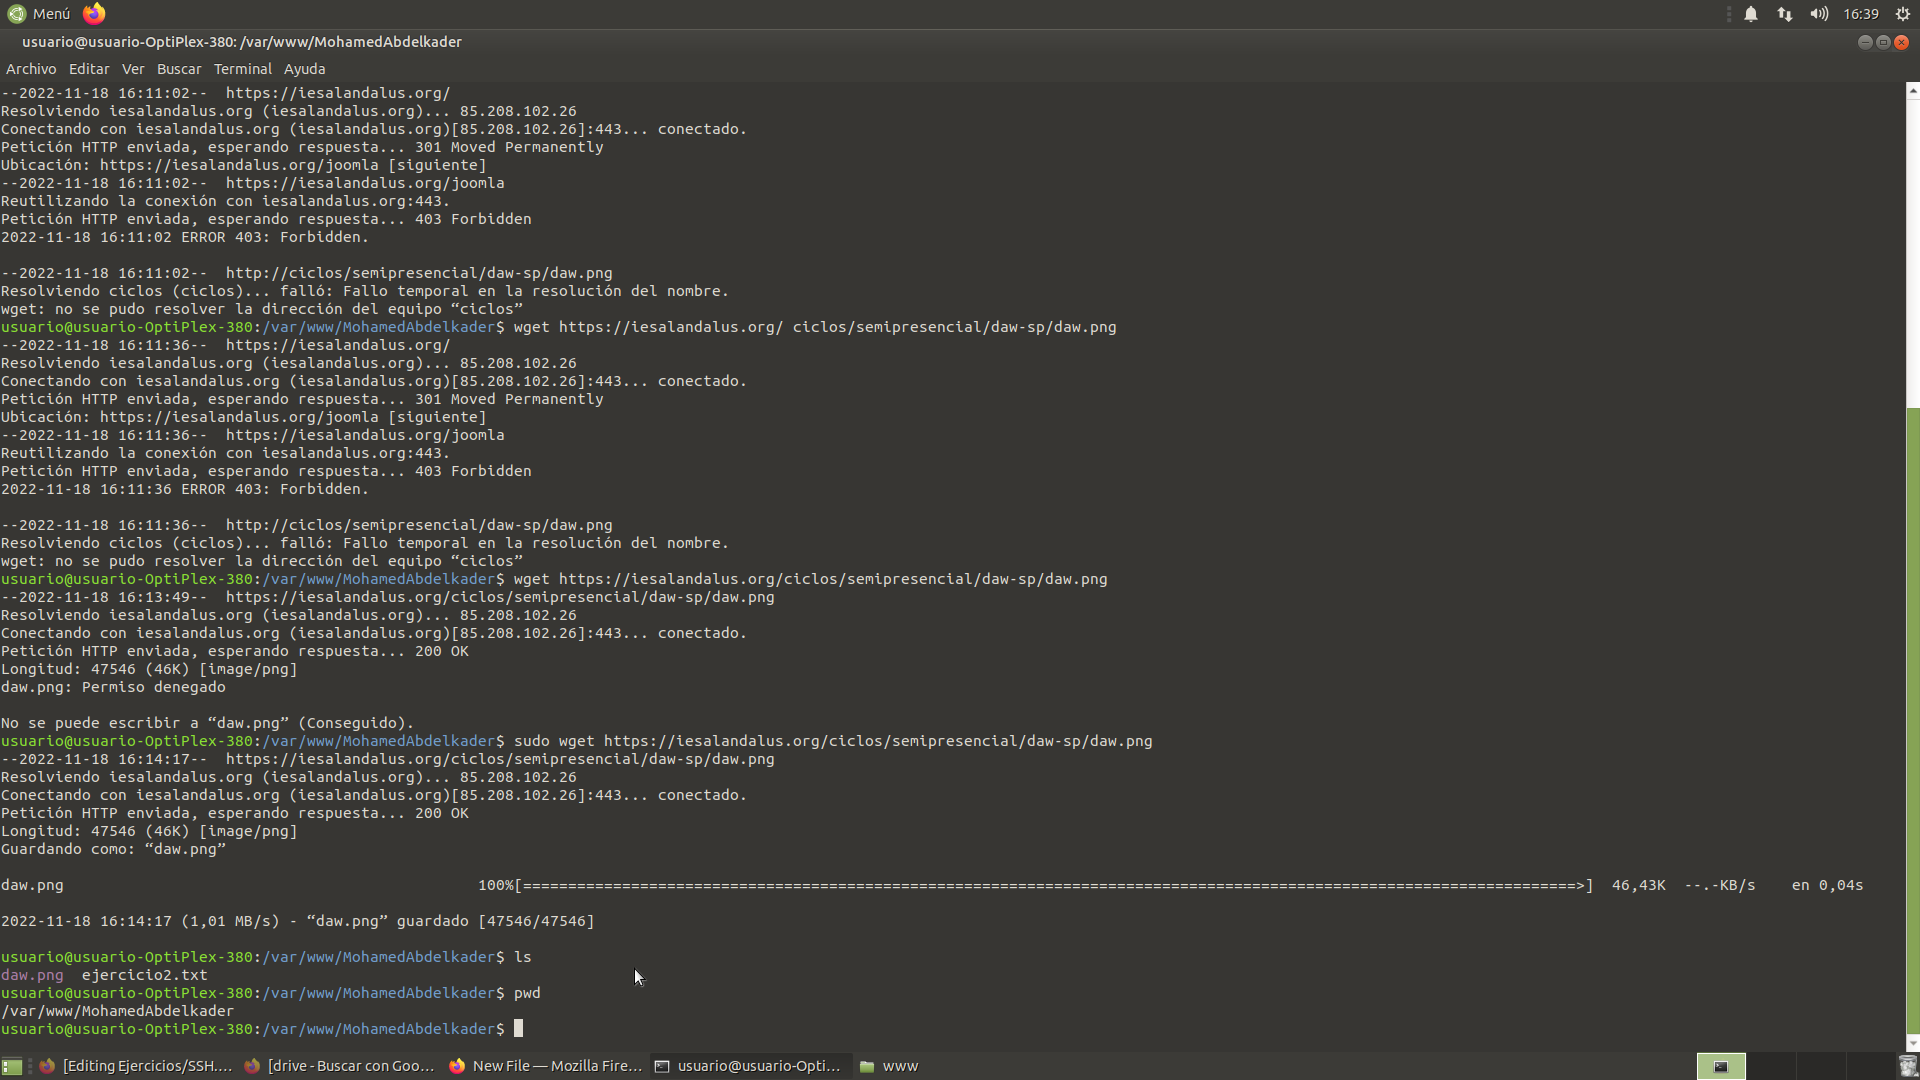 Menú
16:39
usuario@usuario-OptiPlex-380: /var/www/MohamedAbdelkader
Archivo Editar Ver Buscar Terminal Ayuda
--2022-11-18 16:11:02--  https://iesalandalus.org/
Resolviendo iesalandalus.org (iesalandalus.org)... 85.208.102.26
Conectando con iesalandalus.org (iesalandalus.org)[85.208.102.26]:443... conectado.
Petición HTTP enviada, esperando respuesta... 301 Moved Permanently
Ubicación: https://iesalandalus.org/joomla [siguiente]
--2022-11-18 16:11:02--  https://iesalandalus.org/joomla
Reutilizando la conexión con iesalandalus.org:443.
Petición HTTP enviada, esperando respuesta... 403 Forbidden
2022-11-18 16:11:02 ERROR 403: Forbidden.
--2022-11-18 16:11:02--  http://ciclos/semipresencial/daw-sp/daw.png
Resolviendo ciclos (ciclos)... falló: Fallo temporal en la resolución del nombre.
wget: no se pudo resolver la dirección del equipo “ciclos”
usuario@usuario-OptiPlex-380:/var/www/MohamedAbdelkader$ wget https://iesalandalus.org/ ciclos/semipresencial/daw-sp/daw.png
--2022-11-18 16:11:36--  https://iesalandalus.org/
Resolviendo iesalandalus.org (iesalandalus.org)... 85.208.102.26
Conectando con iesalandalus.org (iesalandalus.org)[85.208.102.26]:443... conectado.
Petición HTTP enviada, esperando respuesta... 301 Moved Permanently
Ubicación: https://iesalandalus.org/joomla [siguiente]
--2022-11-18 16:11:36--  https://iesalandalus.org/joomla
Reutilizando la conexión con iesalandalus.org:443.
Petición HTTP enviada, esperando respuesta... 403 Forbidden
2022-11-18 16:11:36 ERROR 403: Forbidden.
--2022-11-18 16:11:36--  http://ciclos/semipresencial/daw-sp/daw.png
Resolviendo ciclos (ciclos)... falló: Fallo temporal en la resolución del nombre.
wget: no se pudo resolver la dirección del equipo “ciclos”
usuario@usuario-OptiPlex-380:/var/www/MohamedAbdelkader$ wget https://iesalandalus.org/ciclos/semipresencial/daw-sp/daw.png
--2022-11-18 16:13:49--  https://iesalandalus.org/ciclos/semipresencial/daw-sp/daw.png
Resolviendo iesalandalus.org (iesalandalus.org)... 85.208.102.26
Conectando con iesalandalus.org (iesalandalus.org)[85.208.102.26]:443... conectado.
Petición HTTP enviada, esperando respuesta... 200 OK
Longitud: 47546 (46K) [image/png]
daw.png: Permiso denegado
No se puede escribir a “daw.png” (Conseguido).
usuario@usuario-OptiPlex-380:/var/www/MohamedAbdelkader$ sudo wget https://iesalandalus.org/ciclos/semipresencial/daw-sp/daw.png
--2022-11-18 16:14:17--  https://iesalandalus.org/ciclos/semipresencial/daw-sp/daw.png
Resolviendo iesalandalus.org (iesalandalus.org)... 85.208.102.26
Conectando con iesalandalus.org (iesalandalus.org)[85.208.102.26]:443... conectado.
Petición HTTP enviada, esperando respuesta... 200 OK
Longitud: 47546 (46K) [image/png]
Guardando como: “daw.png”
daw.png 100%[=====================================================================================================================>] 46,43K --.-KB/s en 0,04s
2022-11-18 16:14:17 (1,01 MB/s) - “daw.png” guardado [47546/47546]
usuario@usuario-OptiPlex-380:/var/www/MohamedAbdelkader$ ls
daw.png  ejercicio2.txt
usuario@usuario-OptiPlex-380:/var/www/MohamedAbdelkader$ pwd
/var/www/MohamedAbdelkader
usuario@usuario-OptiPlex-380:/var/www/MohamedAbdelkader$
[Editing Ejercicios/SSH.... [drive - Buscar con Goo... New File — Mozilla Fire... usuario@usuario-Opti... www